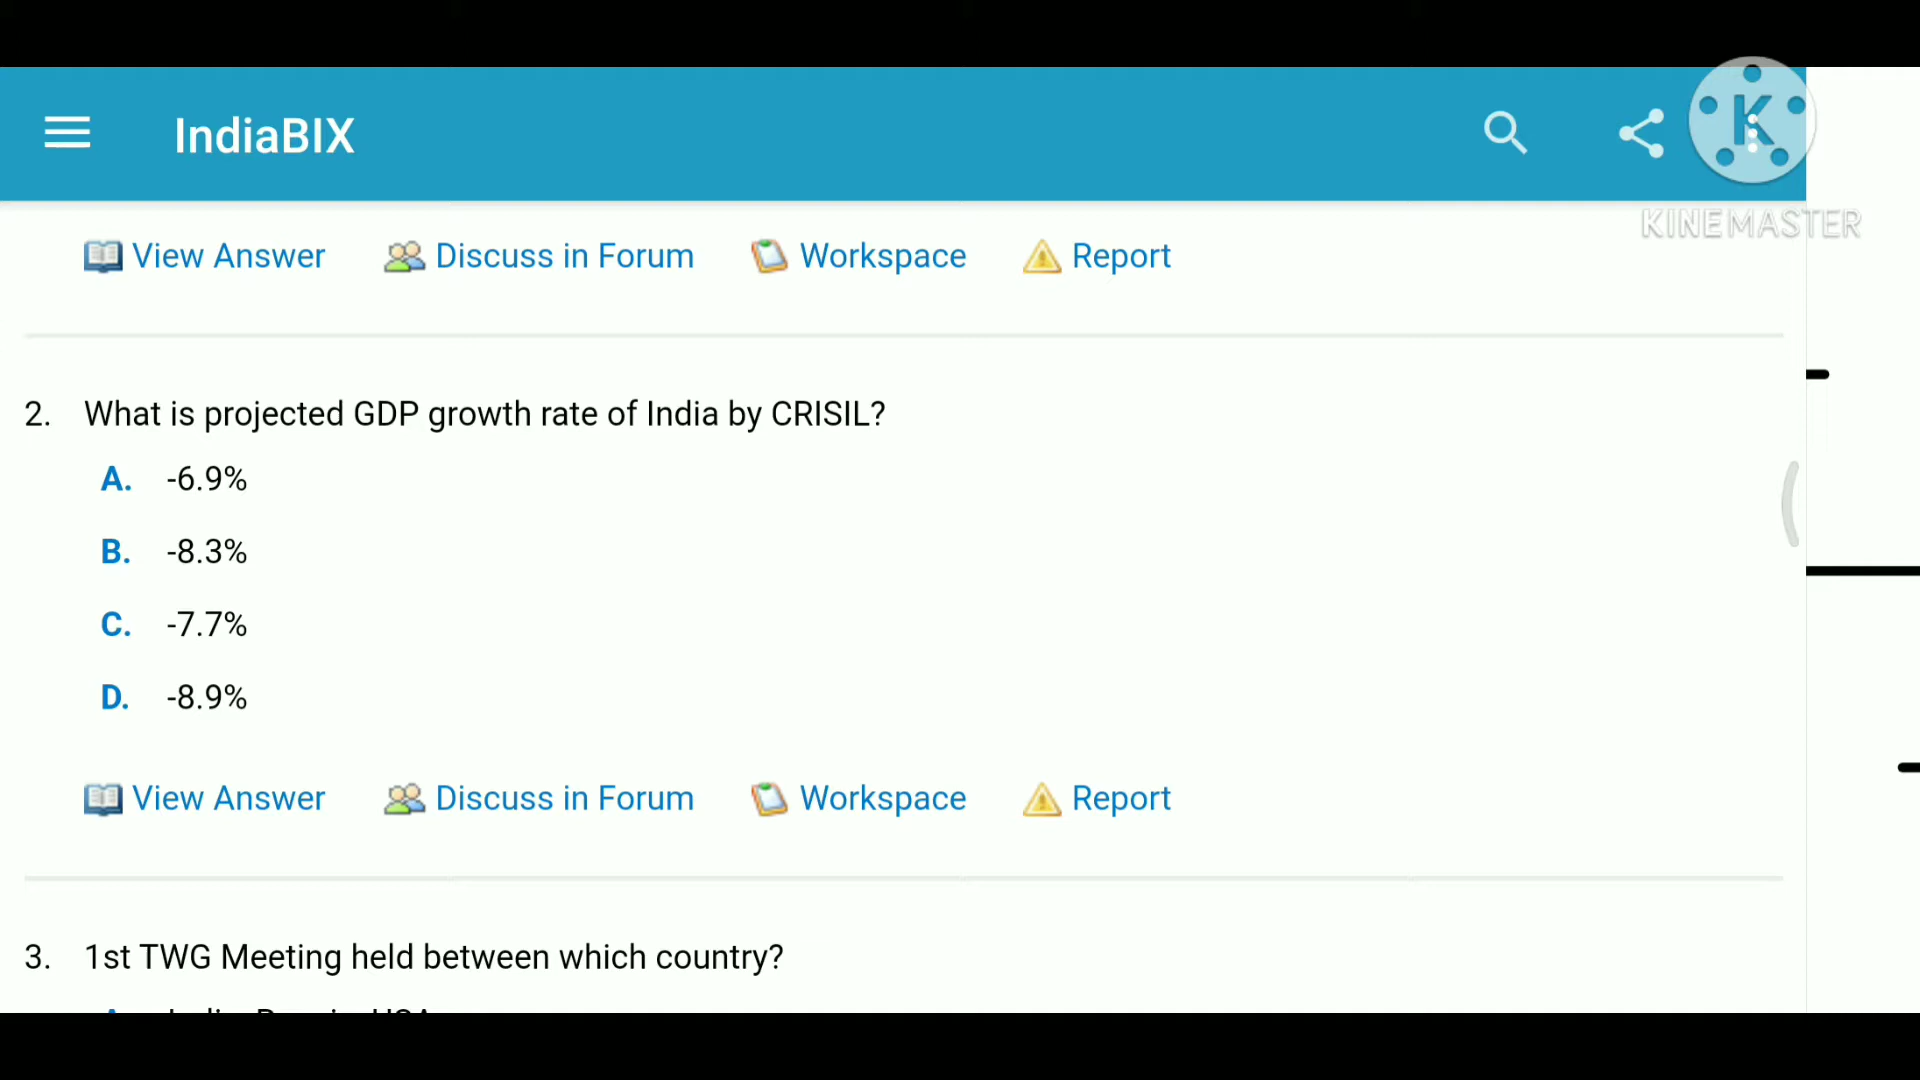 IndiaBIX
K
KINEMASTER
View Answer Discuss in Forum Workspace Report
2. What is projected GDP growth rate of India by CRISIL?
A. -6.9%
B. -8.3%
C. -7.7%
D. -8.9%
View Answer Discuss in Forum Workspace Report
3. 1st TWG Meeting held between which country?